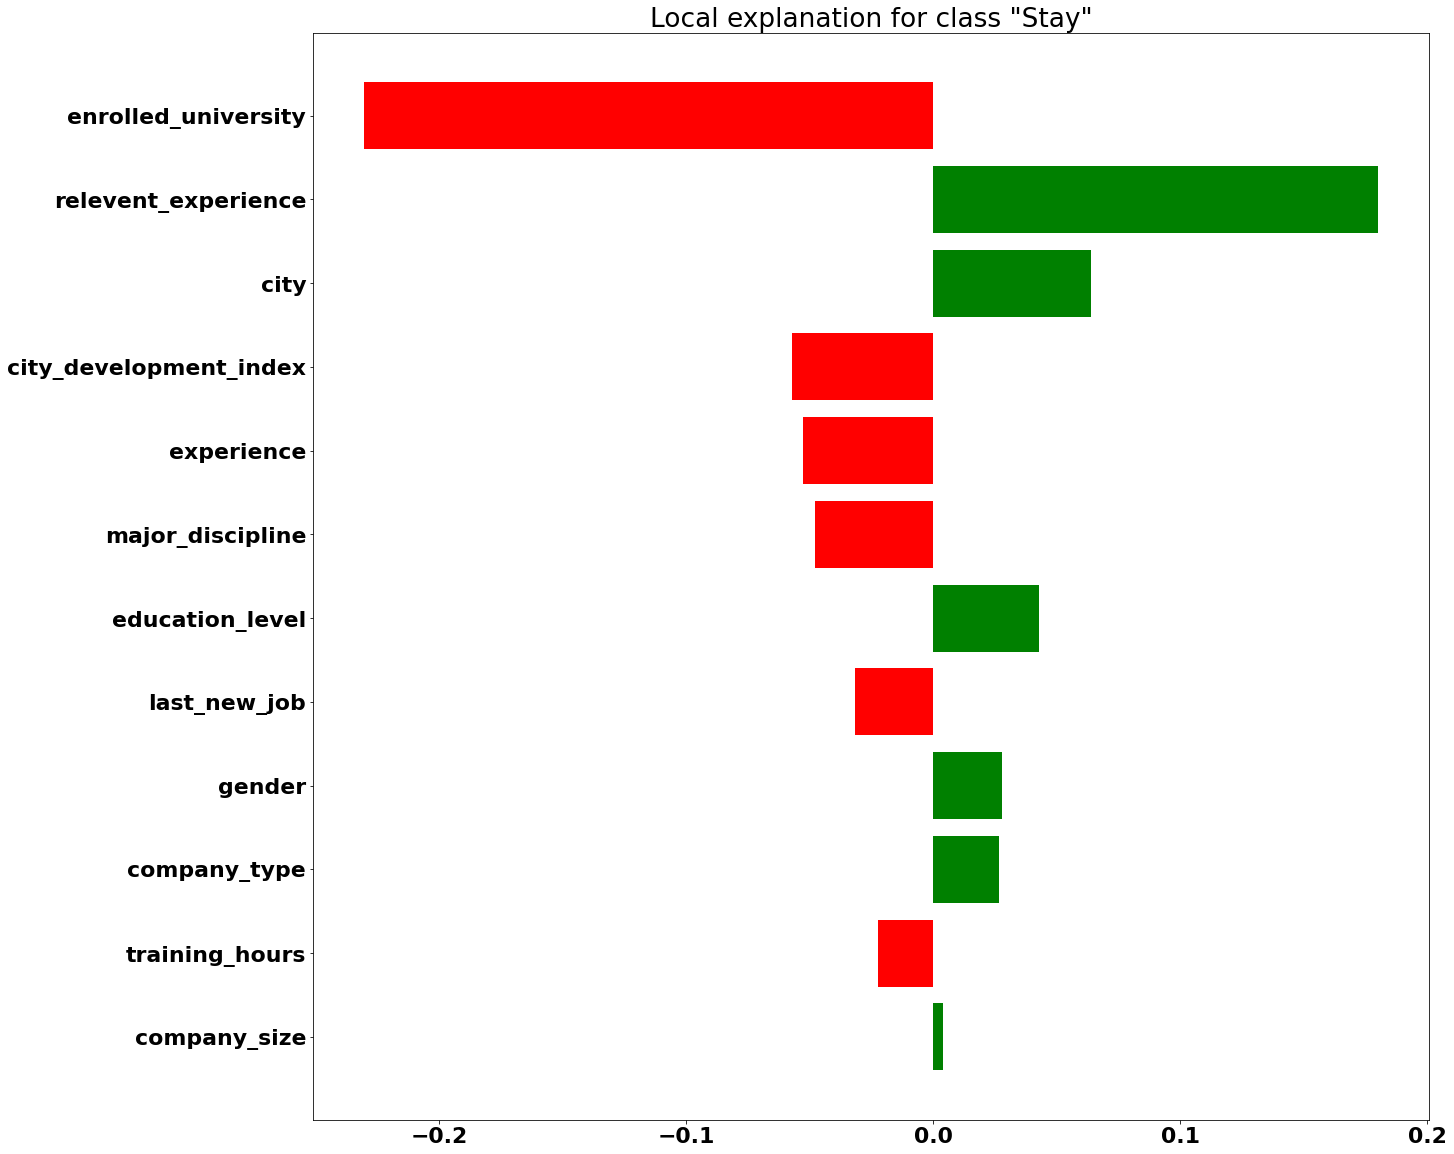 Local explanation for class "Stay"
enrolled_university
relevent_experience
city
city_development_index
experience
major_discipline
education_level
last_new_job
gender
company_type
training_hours
company_size
−0.2 −0.1 0.0 0.1 0.2